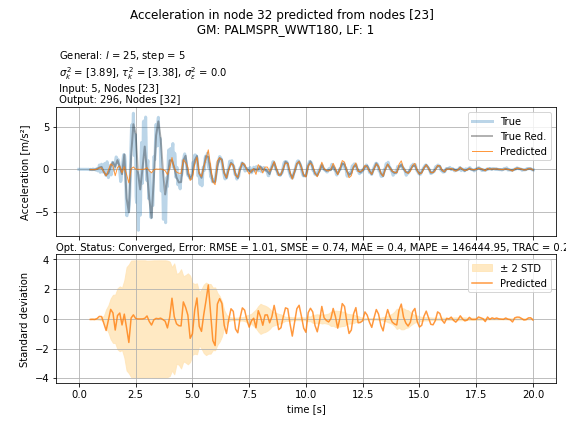 Acceleration in node 32 predicted from nodes [23]
GM: PALMSPR_WWT180, LF: 1
General: l = 25, step = 5
σ²ₖ = [3.89], τ²ₖ = [3.38], σ²ε = 0.0
Input: 5, Nodes [23]
Output: 296, Nodes [32]
Acceleration [m/s²]
5
0
−5
True
True Red.
Predicted
Opt. Status: Converged, Error: RMSE = 1.01, SMSE = 0.74, MAE = 0.4, MAPE = 146444.95, TRAC = 0.2
Standard deviation
4
2
0
−2
−4
± 2 STD
Predicted
0.0 2.5 5.0 7.5 10.0 12.5 15.0 17.5 20.0
time [s]